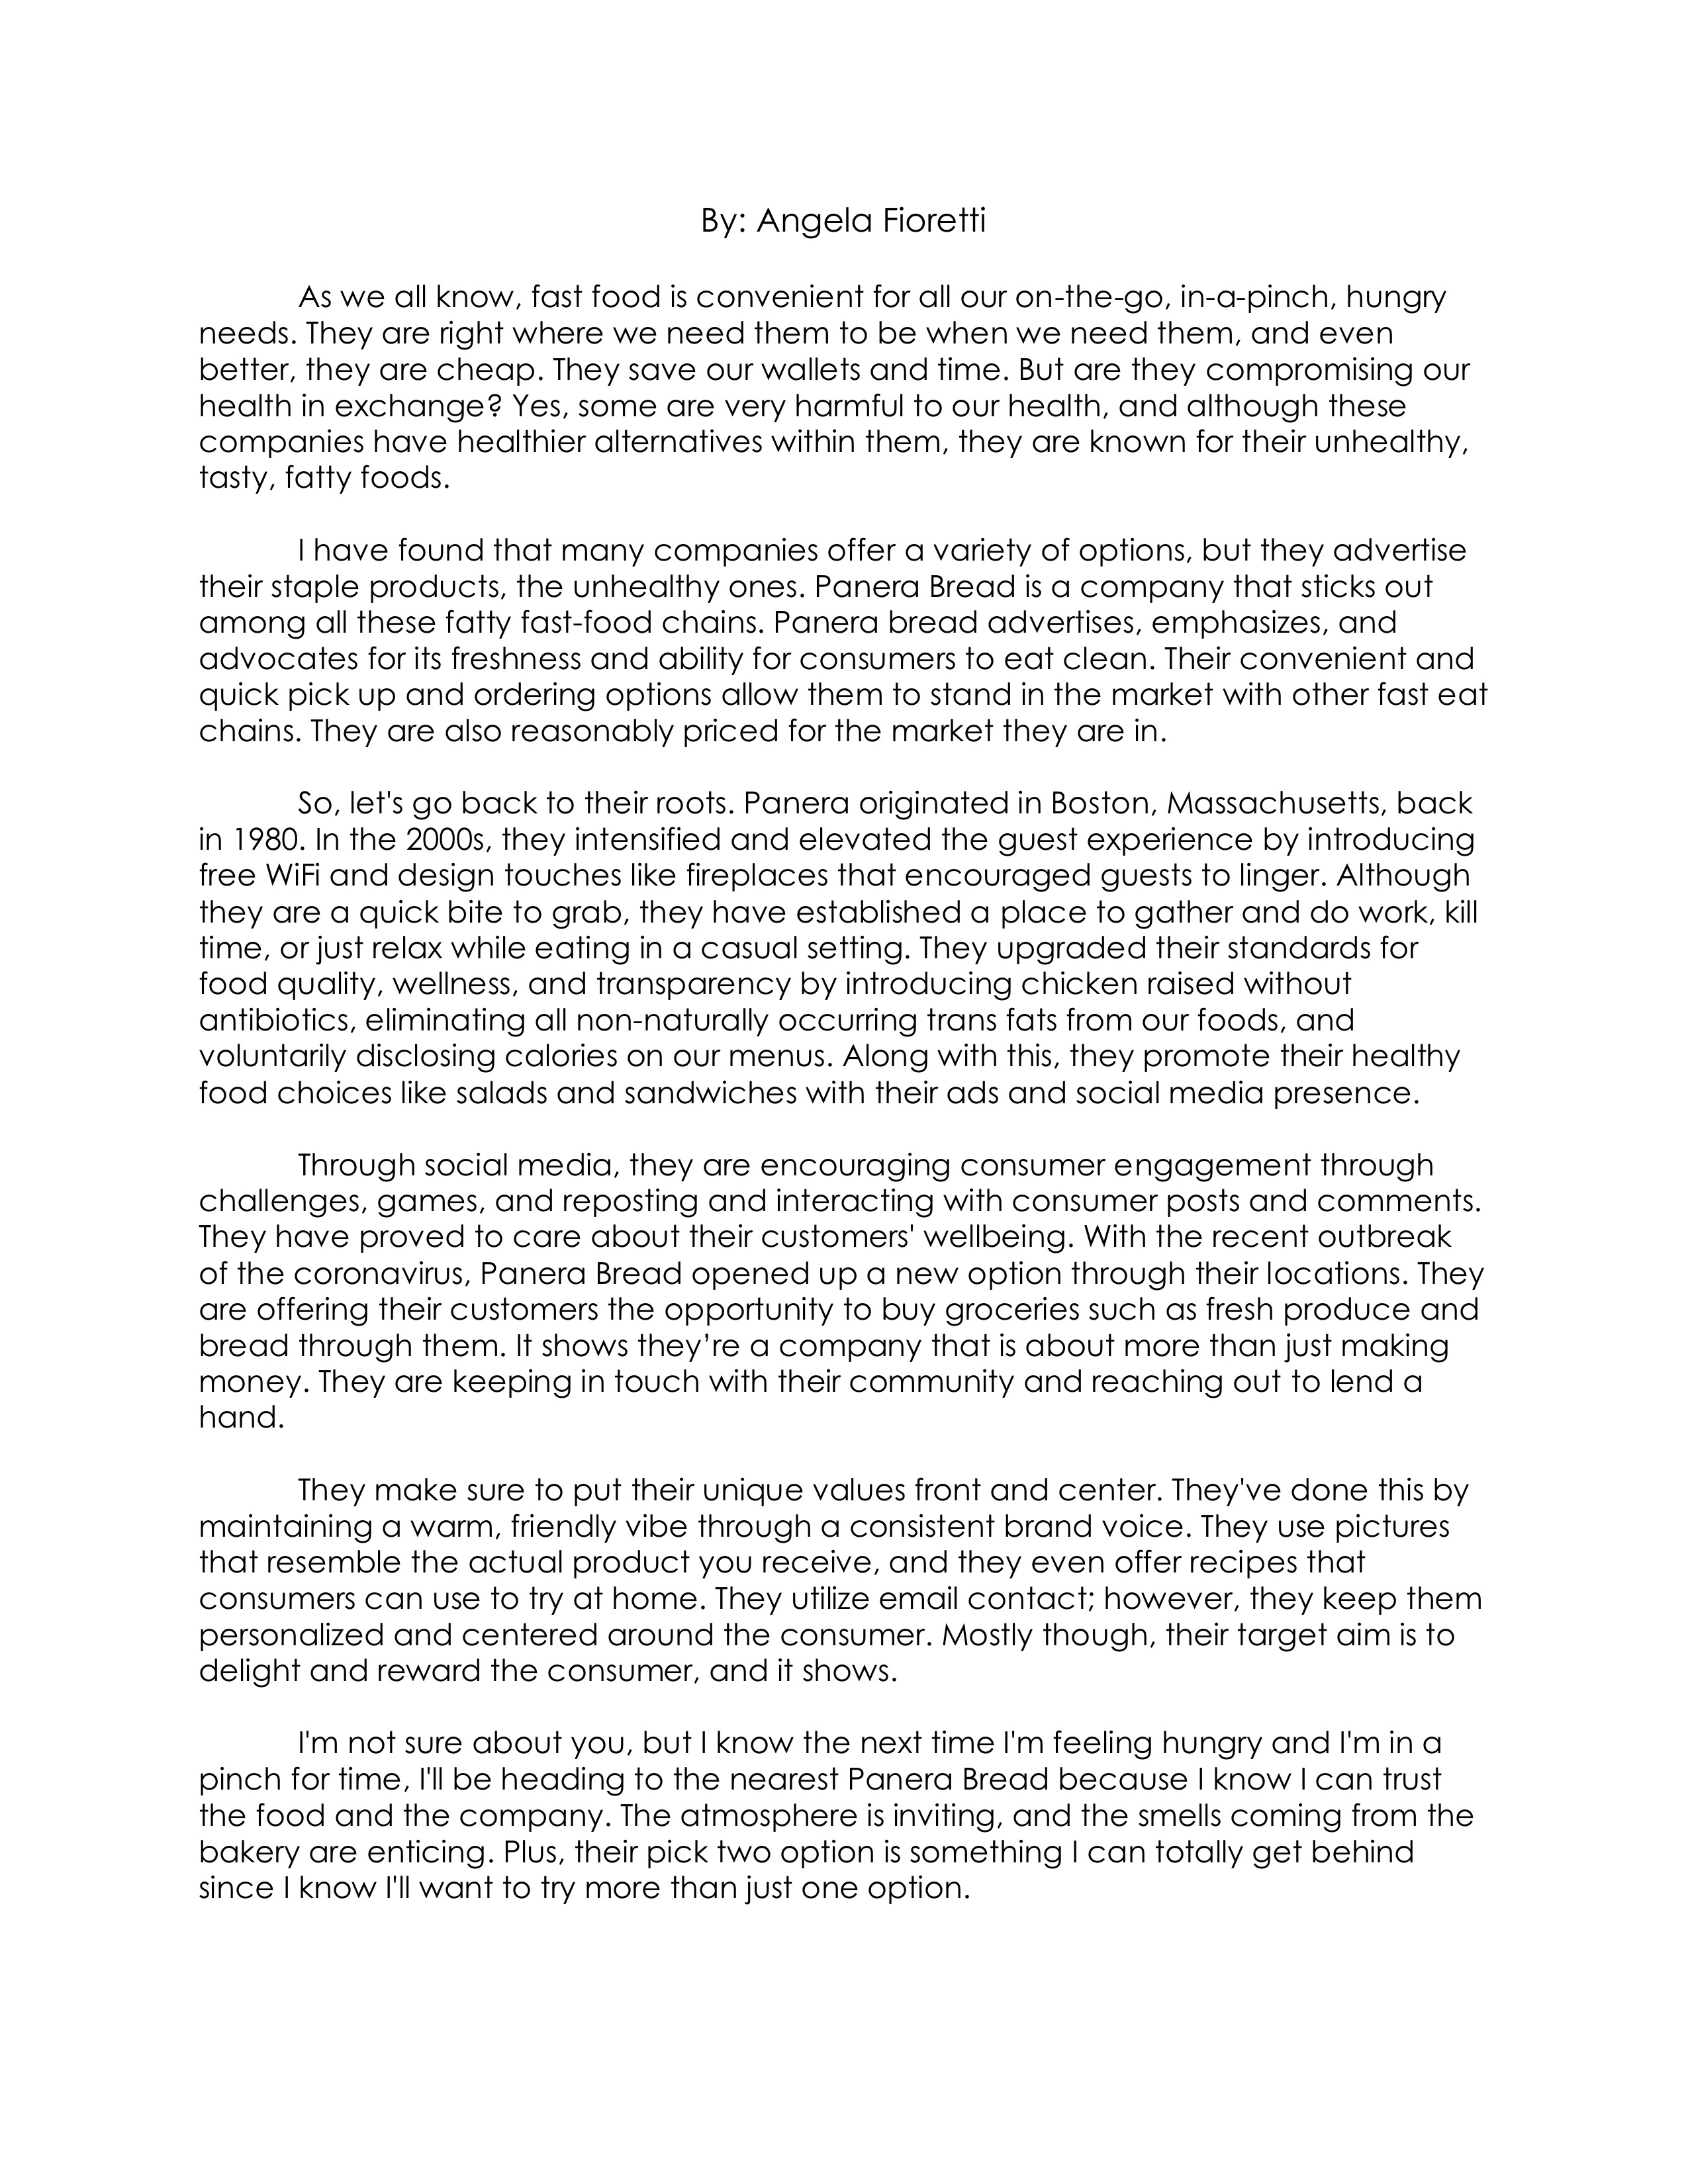 By: Angela Fioretti
As we all know, fast food is convenient for all our on-the-go, in-a-pinch, hungry
needs. They are right where we need them to be when we need them, and even
better, they are cheap. They save our wallets and time. But are they compromising our
health in exchange? Yes, some are very harmful to our health, and although these
companies have healthier alternatives within them, they are known for their unhealthy,
tasty, fatty foods.
I have found that many companies offer a variety of options, but they advertise
their staple products, the unhealthy ones. Panera Bread is a company that sticks out
among all these fatty fast-food chains. Panera bread advertises, emphasizes, and
advocates for its freshness and ability for consumers to eat clean. Their convenient and
quick pick up and ordering options allow them to stand in the market with other fast eat
chains. They are also reasonably priced for the market they are in.
So, let's go back to their roots. Panera originated in Boston, Massachusetts, back
in 1980. In the 2000s, they intensified and elevated the guest experience by introducing
free WiFi and design touches like fireplaces that encouraged guests to linger. Although
they are a quick bite to grab, they have established a place to gather and do work, kill
time, or just relax while eating in a casual setting. They upgraded their standards for
food quality, wellness, and transparency by introducing chicken raised without
antibiotics, eliminating all non-naturally occurring trans fats from our foods, and
voluntarily disclosing calories on our menus. Along with this, they promote their healthy
food choices like salads and sandwiches with their ads and social media presence.
Through social media, they are encouraging consumer engagement through
challenges, games, and reposting and interacting with consumer posts and comments.
They have proved to care about their customers' wellbeing. With the recent outbreak
of the coronavirus, Panera Bread opened up a new option through their locations. They
are offering their customers the opportunity to buy groceries such as fresh produce and
bread through them. It shows they’re a company that is about more than just making
money. They are keeping in touch with their community and reaching out to lend a
hand.
They make sure to put their unique values front and center. They've done this by
maintaining a warm, friendly vibe through a consistent brand voice. They use pictures
that resemble the actual product you receive, and they even offer recipes that
consumers can use to try at home. They utilize email contact; however, they keep them
personalized and centered around the consumer. Mostly though, their target aim is to
delight and reward the consumer, and it shows.
I'm not sure about you, but I know the next time I'm feeling hungry and I'm in a
pinch for time, I'll be heading to the nearest Panera Bread because I know I can trust
the food and the company. The atmosphere is inviting, and the smells coming from the
bakery are enticing. Plus, their pick two option is something I can totally get behind
since I know I'll want to try more than just one option.